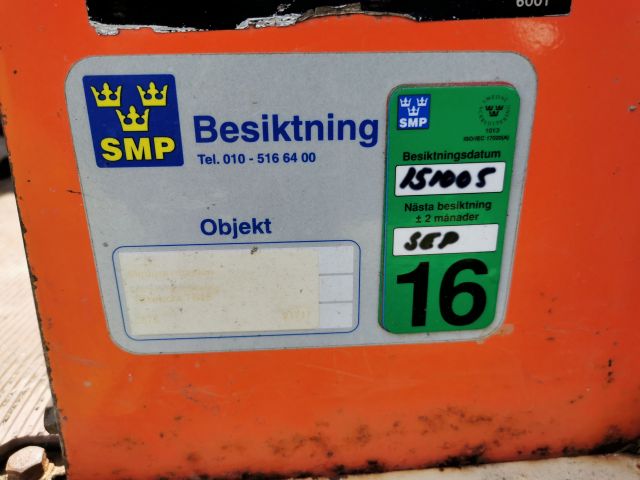 6001
SMP
Besiktning
Tel. 010 - 516 64 00
Objekt
SMP
1013
ISO/IEC 17020(A)
Besiktningsdatum
151005
Nästa besiktning
± 2 månader
SEP
16